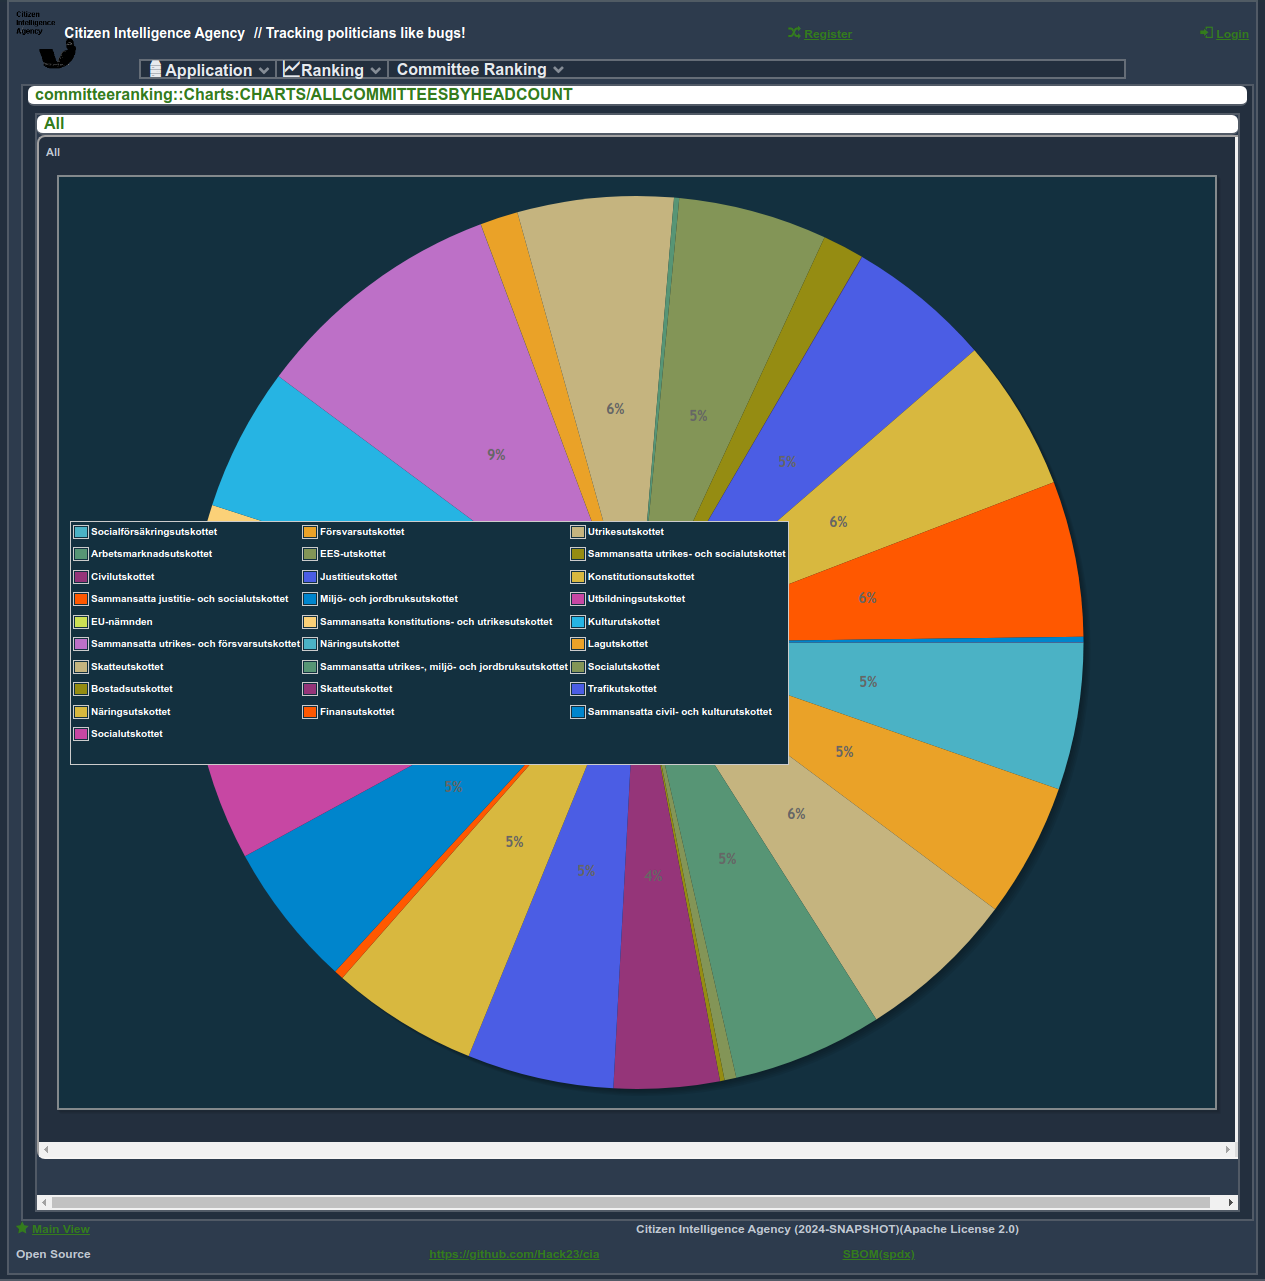 Citizen
Intelligence
Agency
Citizen Intelligence Agency // Tracking politicians like bugs!
Register
Login
Application
Ranking
Committee Ranking
committeeranking::Charts:CHARTS/ALLCOMMITTEESBYHEADCOUNT
All
All
6%
5%
9%
5%
6%
6%
Socialförsäkringsutskottet Försvarsutskottet Utrikesutskottet
Arbetsmarknadsutskottet EES-utskottet Sammansatta utrikes- och socialutskottet
Civilutskottet Justitieutskottet Konstitutionsutskottet
Sammansatta justitie- och socialutskottet Miljö- och jordbruksutskottet Utbildningsutskottet
EU-nämnden Sammansatta konstitutions- och utrikesutskottet Kulturutskottet
Sammansatta utrikes- och försvarsutskottet Näringsutskottet Lagutskottet
Skatteutskottet Sammansatta utrikes-, miljö- och jordbruksutskottet Socialutskottet
Bostadsutskottet Skatteutskottet Trafikutskottet
Näringsutskottet Finansutskottet Sammansatta civil- och kulturutskottet
Socialutskottet
5%
5%
5%
6%
5%
5%
5%
4%
Main View
Citizen Intelligence Agency (2024-SNAPSHOT)(Apache License 2.0)
Open Source
https://github.com/Hack23/cia
SBOM(spdx)